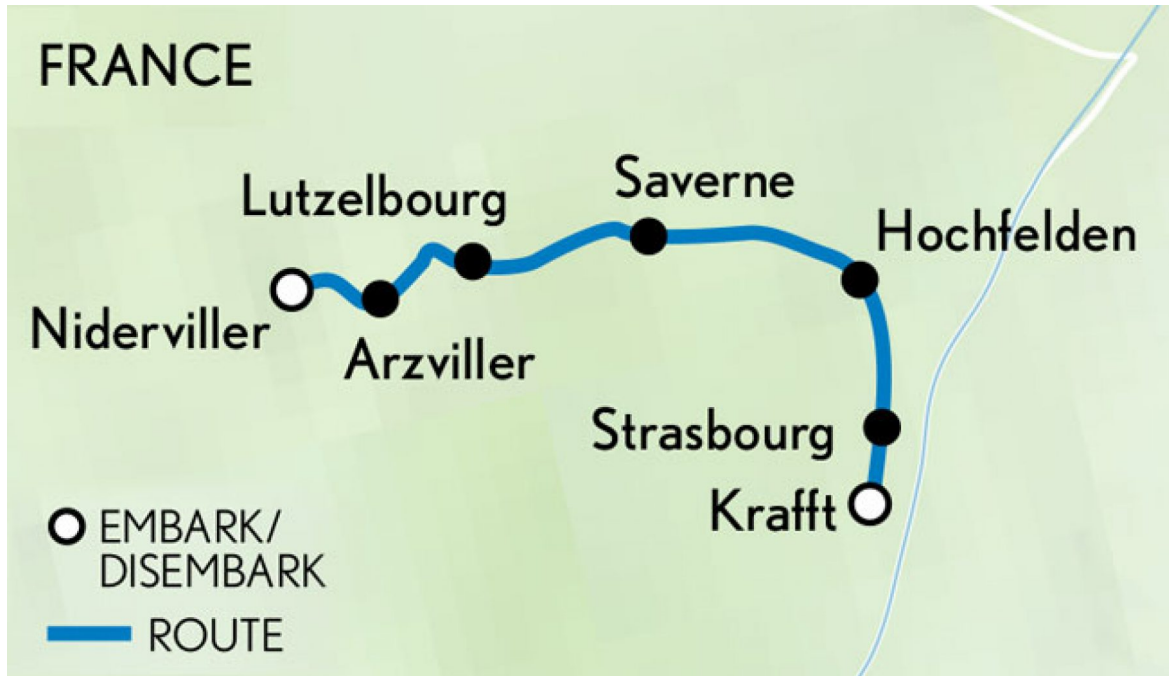 FRANCE
Saverne
Lutzelbourg
Hochfelden
Niderviller
Arzviller
Strasbourg
Krafft
EMBARK/
DISEMBARK
ROUTE